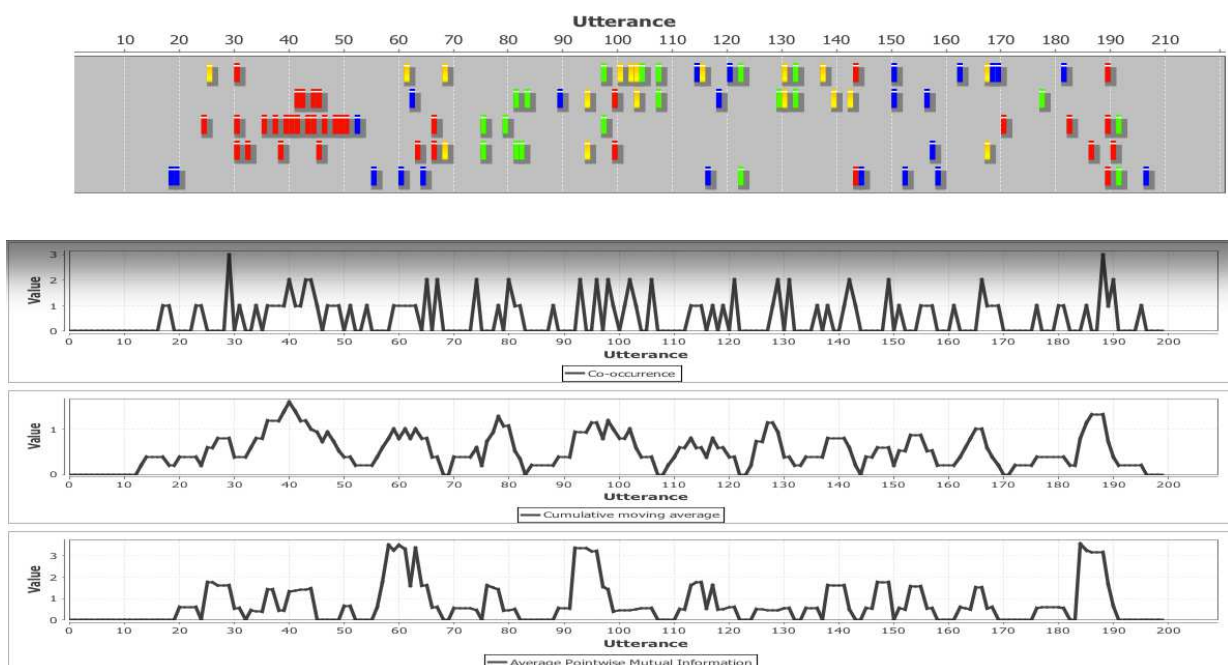 Utterance
10 20 30 40 50 60 70 80 90 100 110 120 130 140 150 160 170 180 190 200 210
3
2
1
0
Value
0 10 20 30 40 50 60 70 80 90 100 110 120 130 140 150 160 170 180 190 200
Utterance
Co-occurrence
1
0
Value
0 10 20 30 40 50 60 70 80 90 100 110 120 130 140 150 160 170 180 190 200
Utterance
Cumulative moving average
3
2
1
0
Value
0 10 20 30 40 50 60 70 80 90 100 110 120 130 140 150 160 170 180 190 200
Utterance
Average Pointwise Mutual Information